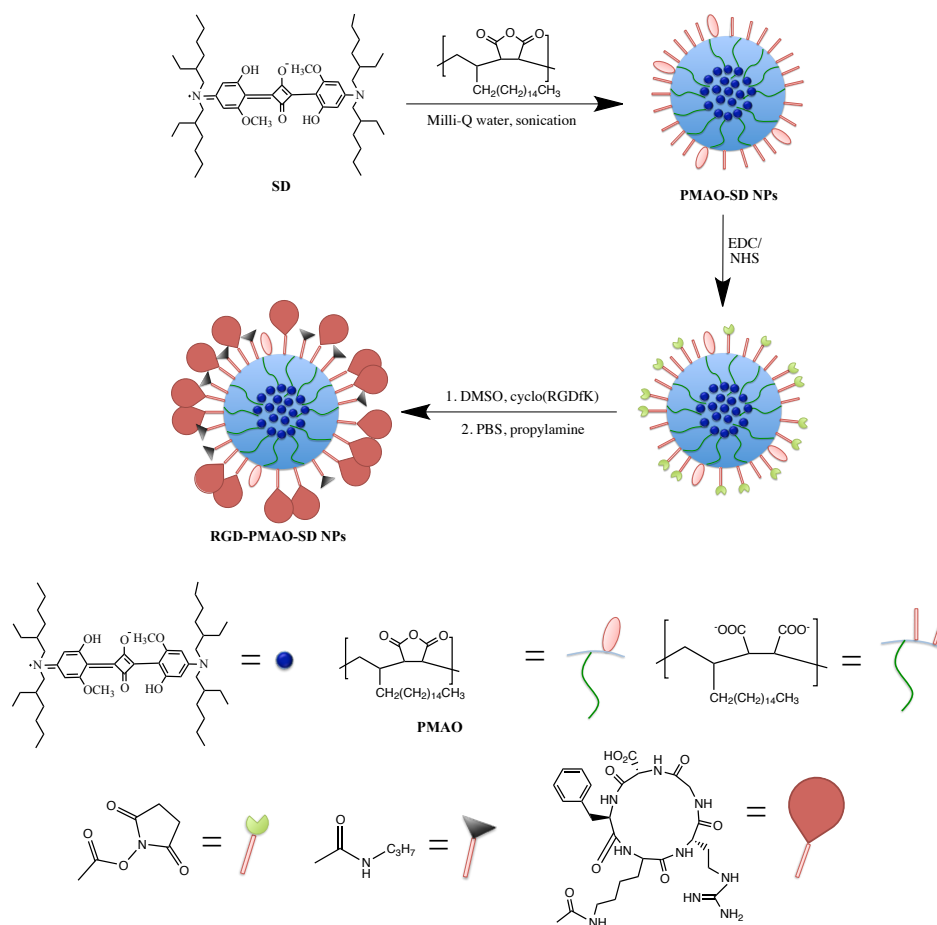 N
OH
OCH3
O-
H3CO
O
HO
N
SD
O
O
O
CH2(CH2)14CH3
Milli-Q water, sonication
PMAO-SD NPs
EDC/
NHS
1. DMSO, cyclo(RGDfK)
2. PBS, propylamine
RGD-PMAO-SD NPs
N
OH
OCH3
O-
H3CO
O
HO
N
=
O
O
O
CH2(CH2)14CH3
PMAO
=
-OOC
COO-
CH2(CH2)14CH3
=
O
N
O
O
O
=
O
N
H
C3H7
=
HO2C
O
H
N
O
NH
NH
O
O
HN
O
NH
O
NH
HN
NH2
O
NH
=